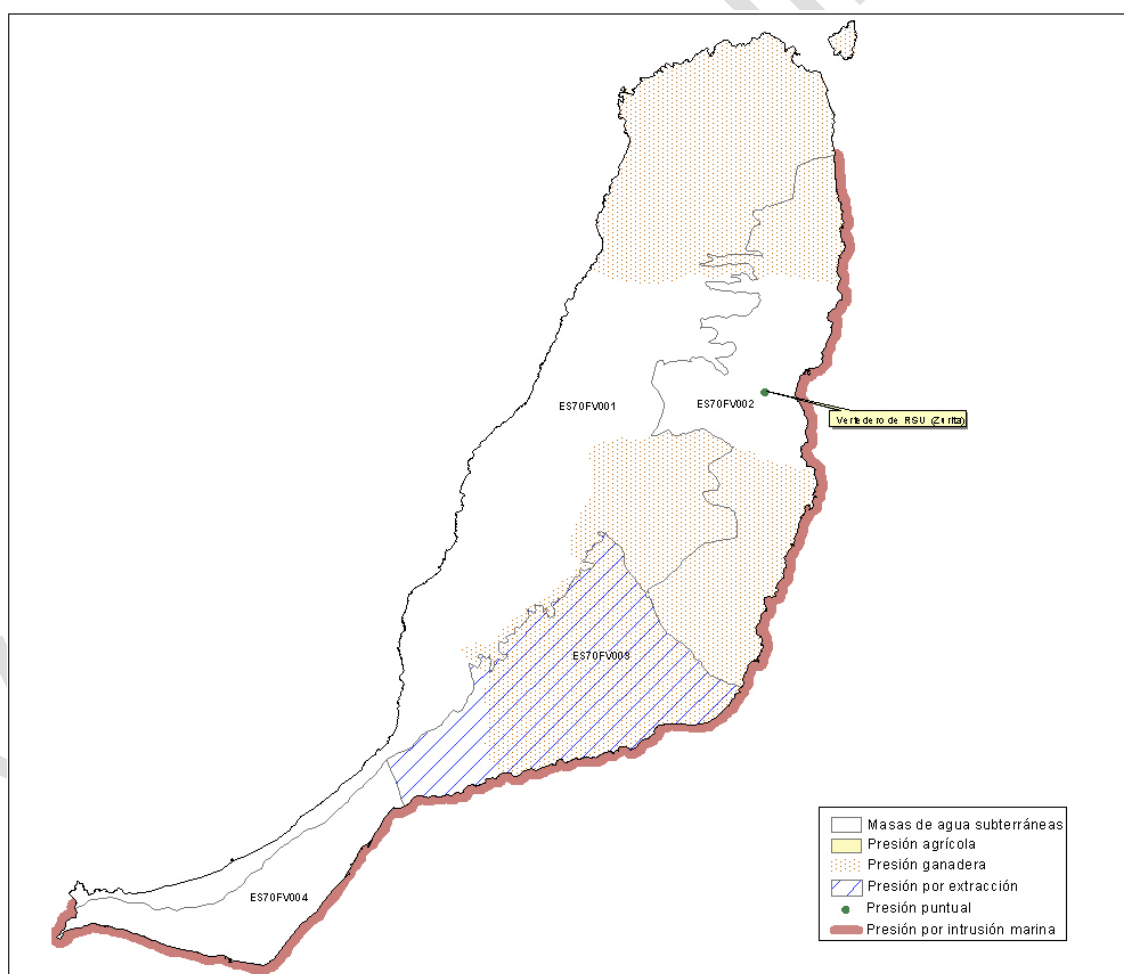 ES70FV001
ES70FV002
Vertedero de RSU (Zurita)
ES70FV003
ES70FV004
Masas de agua subterráneas
Presión agrícola
Presión ganadera
Presión por extracción
Presión puntual
Presión por intrusión marina